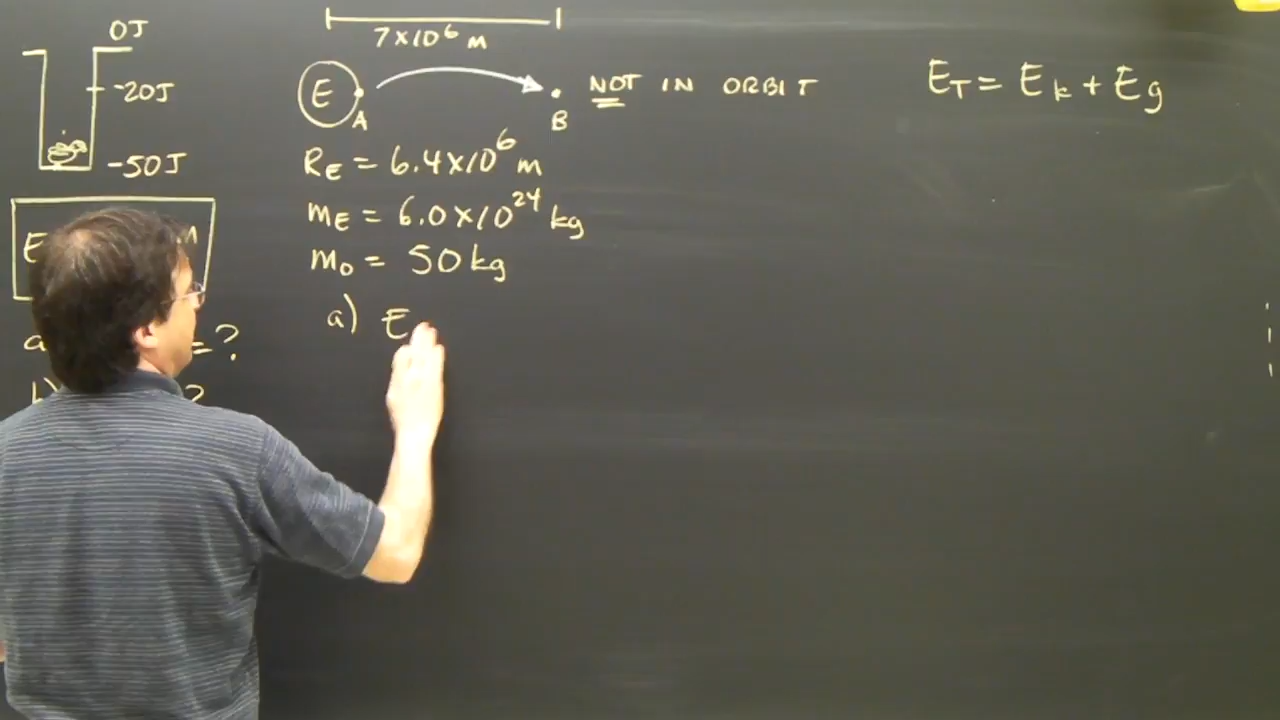 0J
-20J
-50J
7×10⁶ m
E
A
B
NOT IN ORBIT
E_T = E_k + E_g
R_E = 6.4×10⁶ m
m_E = 6.0×10²⁴ kg
m_o = 50 kg
E
a = ?
b) ?
a) E